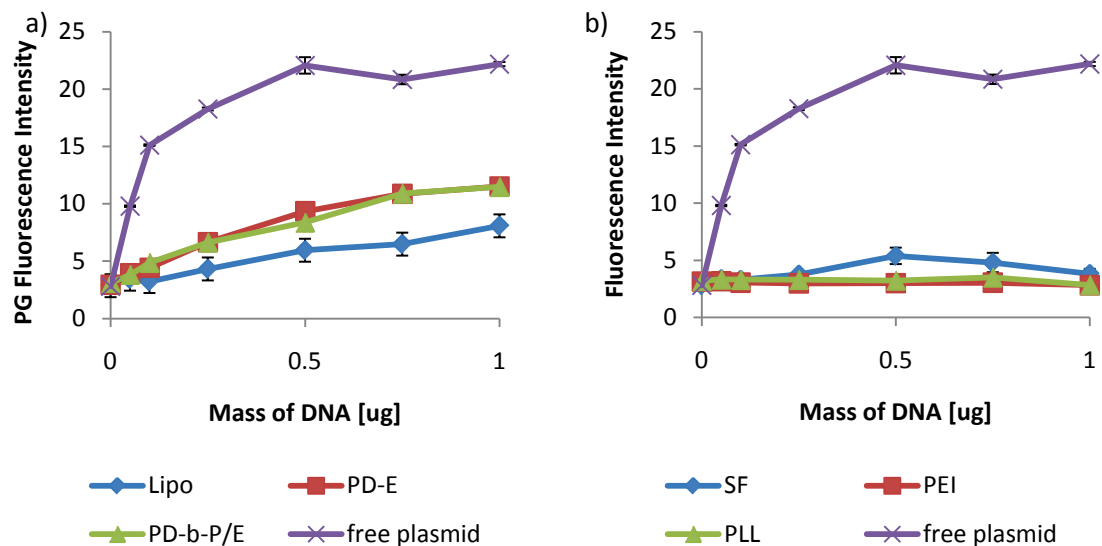 a)
25
20
15
10
5
0
PG Fluorescence Intensity
0 0.5 1
Mass of DNA [ug]
Lipo PD-E
PD-b-P/E free plasmid
b)
25
20
15
10
5
0
Fluorescence Intensity
0 0.5 1
Mass of DNA [ug]
SF PEI
PLL free plasmid